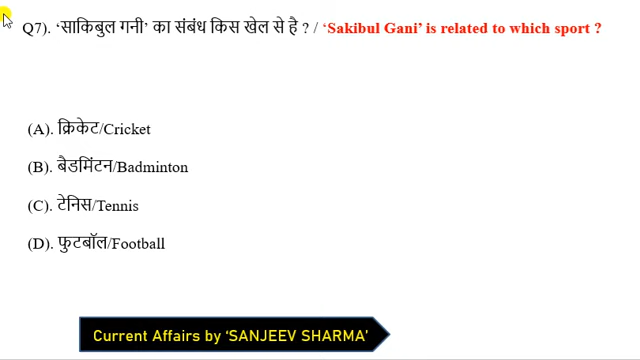 Q7). ‘साकिबुल गनी’ का संबंध किस खेल से है ? / ‘Sakibul Gani’ is related to which sport ?
(A). क्रिकेट/Cricket
(B). बैडमिंटन/Badminton
(C). टेनिस/Tennis
(D). फुटबॉल/Football
Current Affairs by ‘SANJEEV SHARMA’